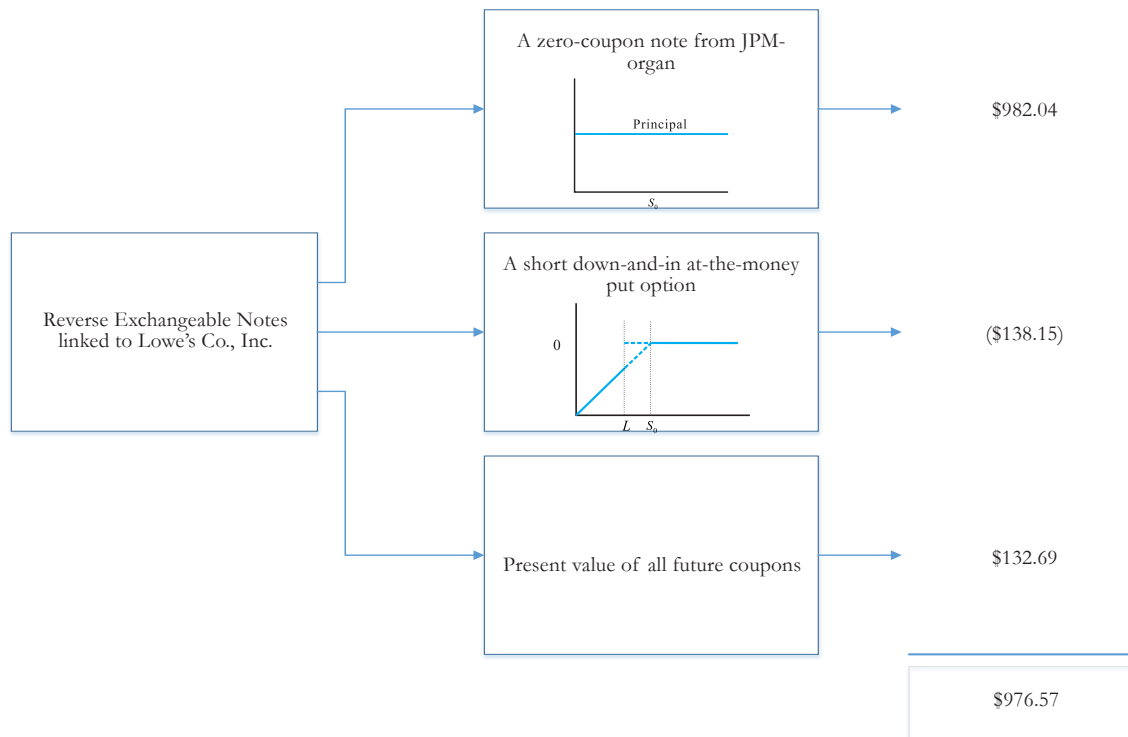 A zero-coupon note from JPM-
organ
Principal
S₀
$982.04
Reverse Exchangeable Notes
linked to Lowe's Co., Inc.
A short down-and-in at-the-money
put option
0
L S₀
($138.15)
Present value of all future coupons
$132.69
$976.57